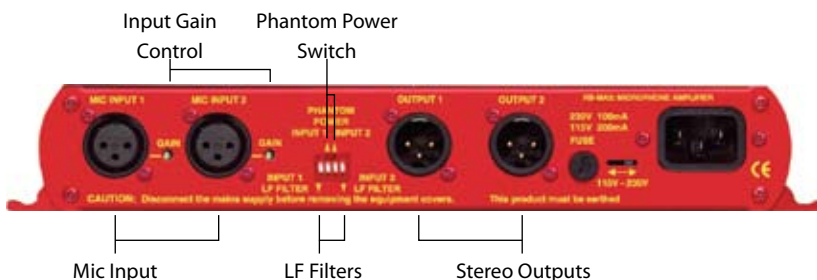 Input Gain
Control
Phantom Power
Switch
MIC INPUT 1
MIC INPUT 2
PHANTOM
POWER
INPUT 1 INPUT 2
OUTPUT 1
OUTPUT 2
RB-MA2 MICROPHONE AMPLIFIER
230V 100mA
115V 200mA
FUSE
GAIN
GAIN
INPUT 1
LF FILTER
INPUT 2
LF FILTER
115V - 230V
CE
CAUTION: Disconnect the mains supply before removing the equipment covers.
This product must be earthed
Mic Input
LF Filters
Stereo Outputs